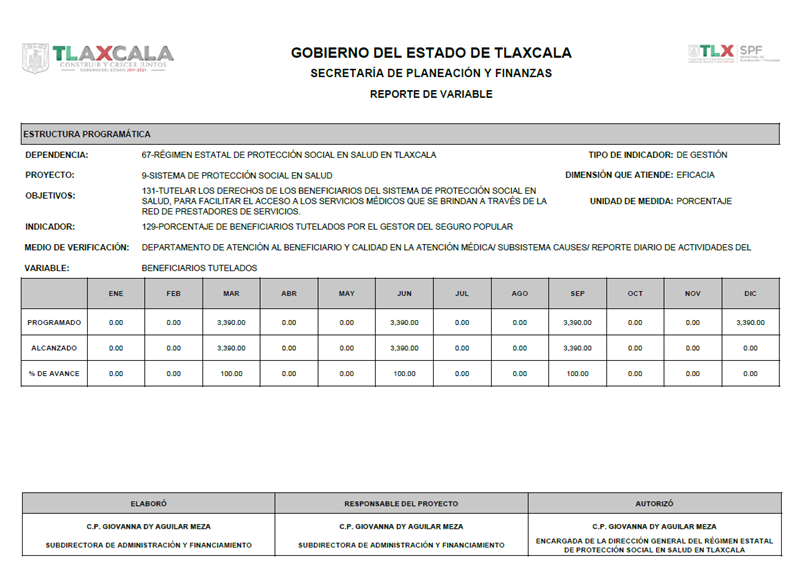 TLAXCALA
CONSTRUIR Y CRECER JUNTOS
GOBIERNO DEL ESTADO 2017-2021
GOBIERNO DEL ESTADO DE TLAXCALA
SECRETARÍA DE PLANEACIÓN Y FINANZAS
REPORTE DE VARIABLE
TLX SPF
ESTRUCTURA PROGRAMÁTICA
DEPENDENCIA: 67-RÉGIMEN ESTATAL DE PROTECCIÓN SOCIAL EN SALUD EN TLAXCALA TIPO DE INDICADOR: DE GESTIÓN
PROYECTO: 9-SISTEMA DE PROTECCIÓN SOCIAL EN SALUD DIMENSIÓN QUE ATIENDE: EFICACIA
OBJETIVOS: 131-TUTELAR LOS DERECHOS DE LOS BENEFICIARIOS DEL SISTEMA DE PROTECCIÓN SOCIAL EN
SALUD, PARA FACILITAR EL ACCESO A LOS SERVICIOS MÉDICOS QUE SE BRINDAN A TRAVÉS DE LA
RED DE PRESTADORES DE SERVICIOS.
UNIDAD DE MEDIDA: PORCENTAJE
INDICADOR: 129-PORCENTAJE DE BENEFICIARIOS TUTELADOS POR EL GESTOR DEL SEGURO POPULAR
MEDIO DE VERIFICACIÓN: DEPARTAMENTO DE ATENCIÓN AL BENEFICIARIO Y CALIDAD EN LA ATENCIÓN MÉDICA/ SUBSISTEMA CAUSES/ REPORTE DIARIO DE ACTIVIDADES DEL
VARIABLE: BENEFICIARIOS TUTELADOS
ENE FEB MAR ABR MAY JUN JUL AGO SEP OCT NOV DIC
PROGRAMADO 0.00 0.00 3,390.00 0.00 0.00 3,390.00 0.00 0.00 3,390.00 0.00 0.00 3,390.00
ALCANZADO 0.00 0.00 3,390.00 0.00 0.00 3,390.00 0.00 0.00 3,390.00 0.00 0.00 0.00
% DE AVANCE 0.00 0.00 100.00 0.00 0.00 100.00 0.00 0.00 100.00 0.00 0.00 0.00
ELABORÓ RESPONSABLE DEL PROYECTO AUTORIZÓ
C.P. GIOVANNA DY AGUILAR MEZA C.P. GIOVANNA DY AGUILAR MEZA C.P. GIOVANNA DY AGUILAR MEZA
SUBDIRECTORA DE ADMINISTRACIÓN Y FINANCIAMIENTO SUBDIRECTORA DE ADMINISTRACIÓN Y FINANCIAMIENTO ENCARGADA DE LA DIRECCIÓN GENERAL DEL RÉGIMEN ESTATAL
DE PROTECCIÓN SOCIAL EN SALUD EN TLAXCALA